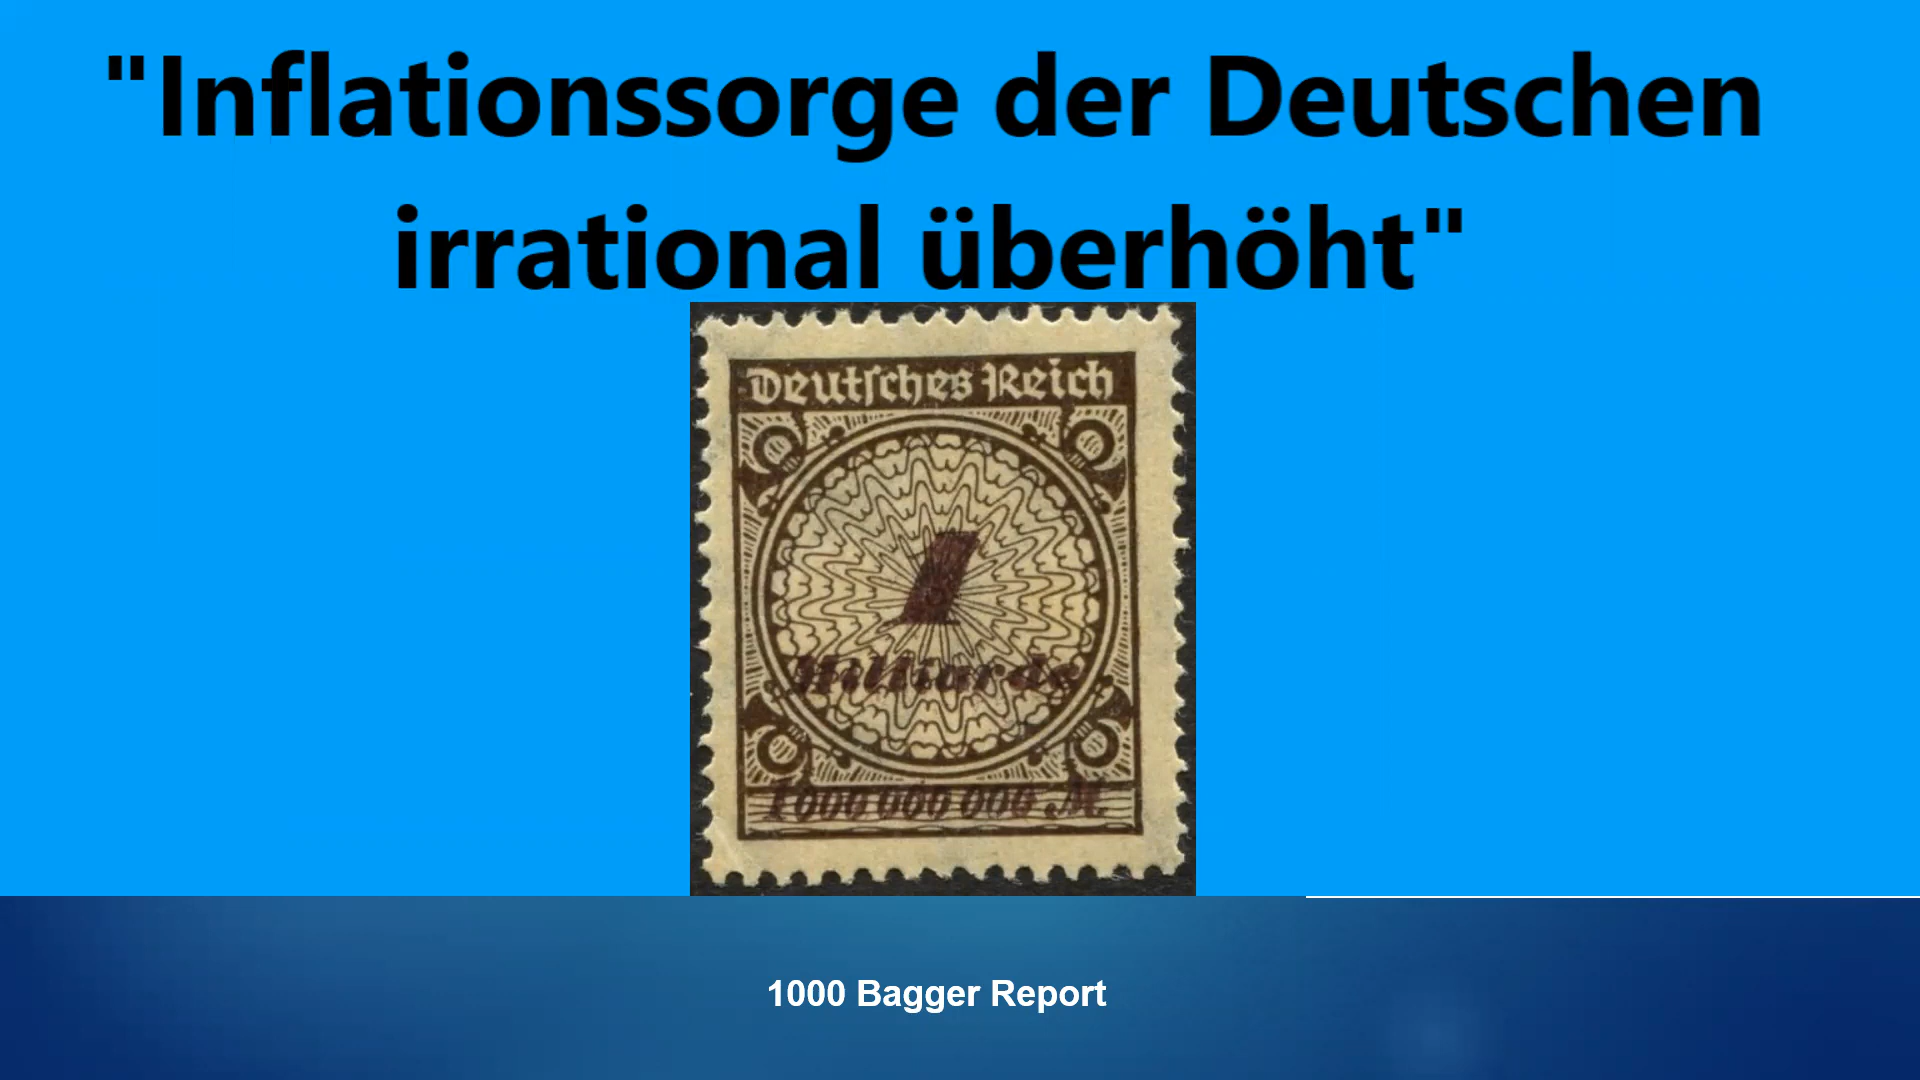 "Inflationssorge der Deutschen
irrational überhöht"
Deutsches Reich
1
Milliarde
1 000 000 000 M.
1000 Bagger Report